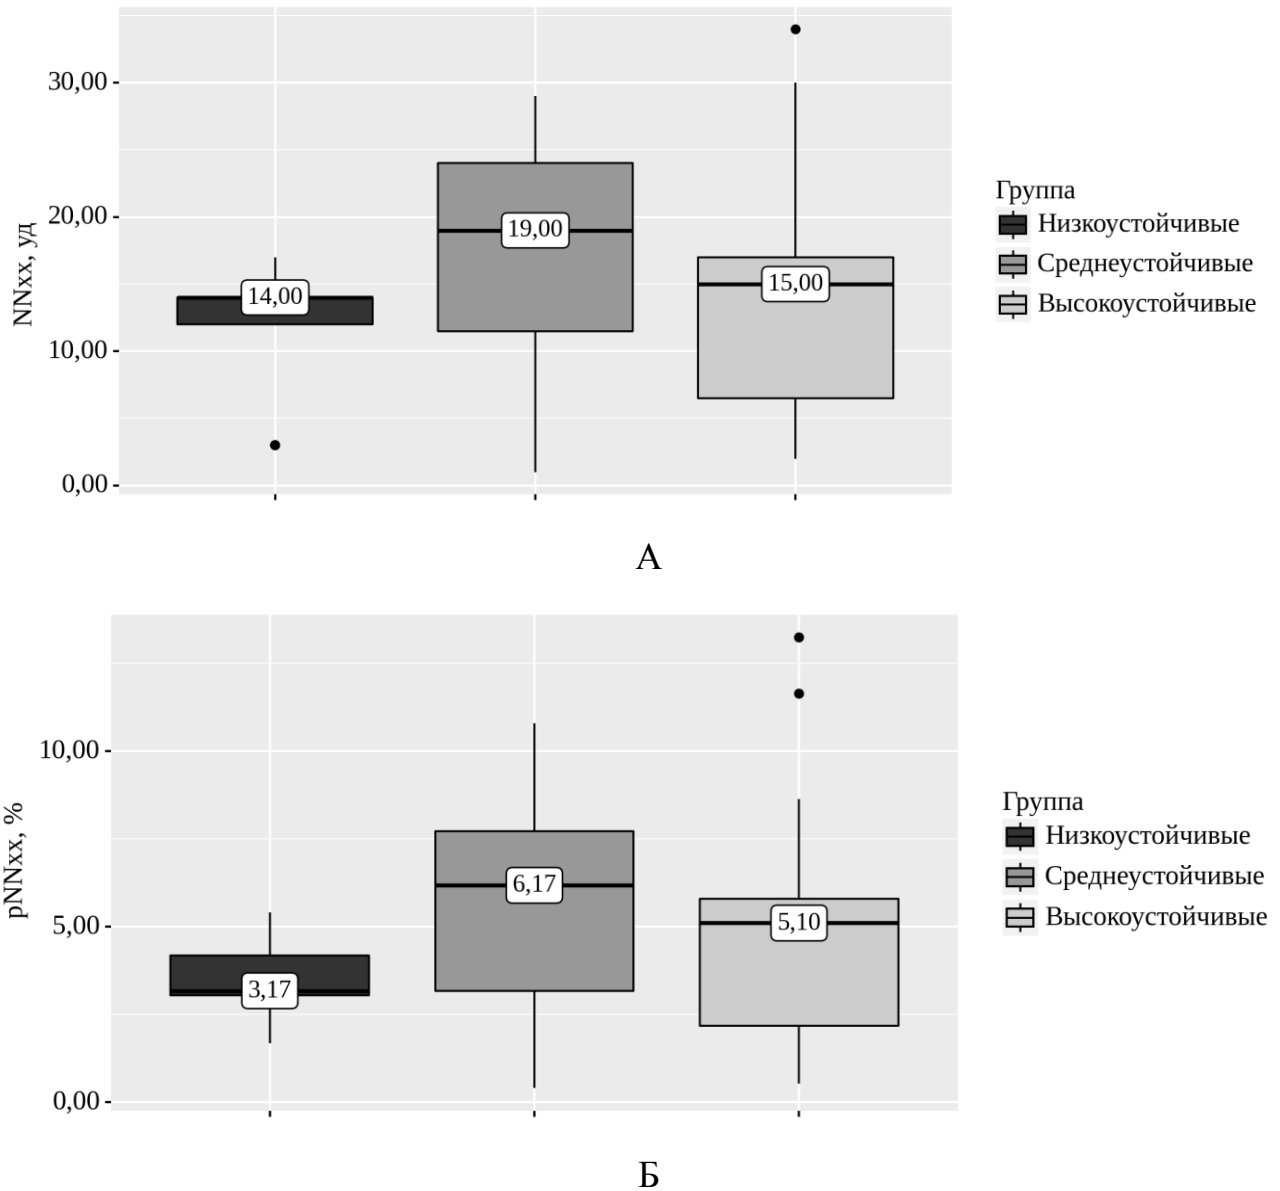 30,00
20,00
10,00
0,00
NNxx, уд
14,00
19,00
15,00
Группа
Низкоустойчивые
Среднеустойчивые
Высокоустойчивые
А
10,00
5,00
0,00
pNNxx, %
3,17
6,17
5,10
Группа
Низкоустойчивые
Среднеустойчивые
Высокоустойчивые
Б